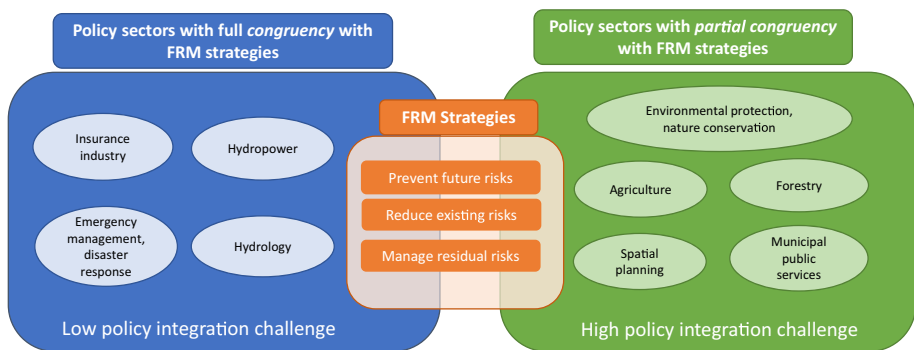 Policy sectors with full congruency with
FRM strategies
Policy sectors with partial congruency
with FRM strategies
FRM Strategies
Insurance
industry
Hydropower
Emergency
management,
disaster
response
Hydrology
Low policy integration challenge
Prevent future risks
Reduce existing risks
Manage residual risks
Environmental protection,
nature conservation
Agriculture
Forestry
Spatial
planning
Municipal
public
services
High policy integration challenge